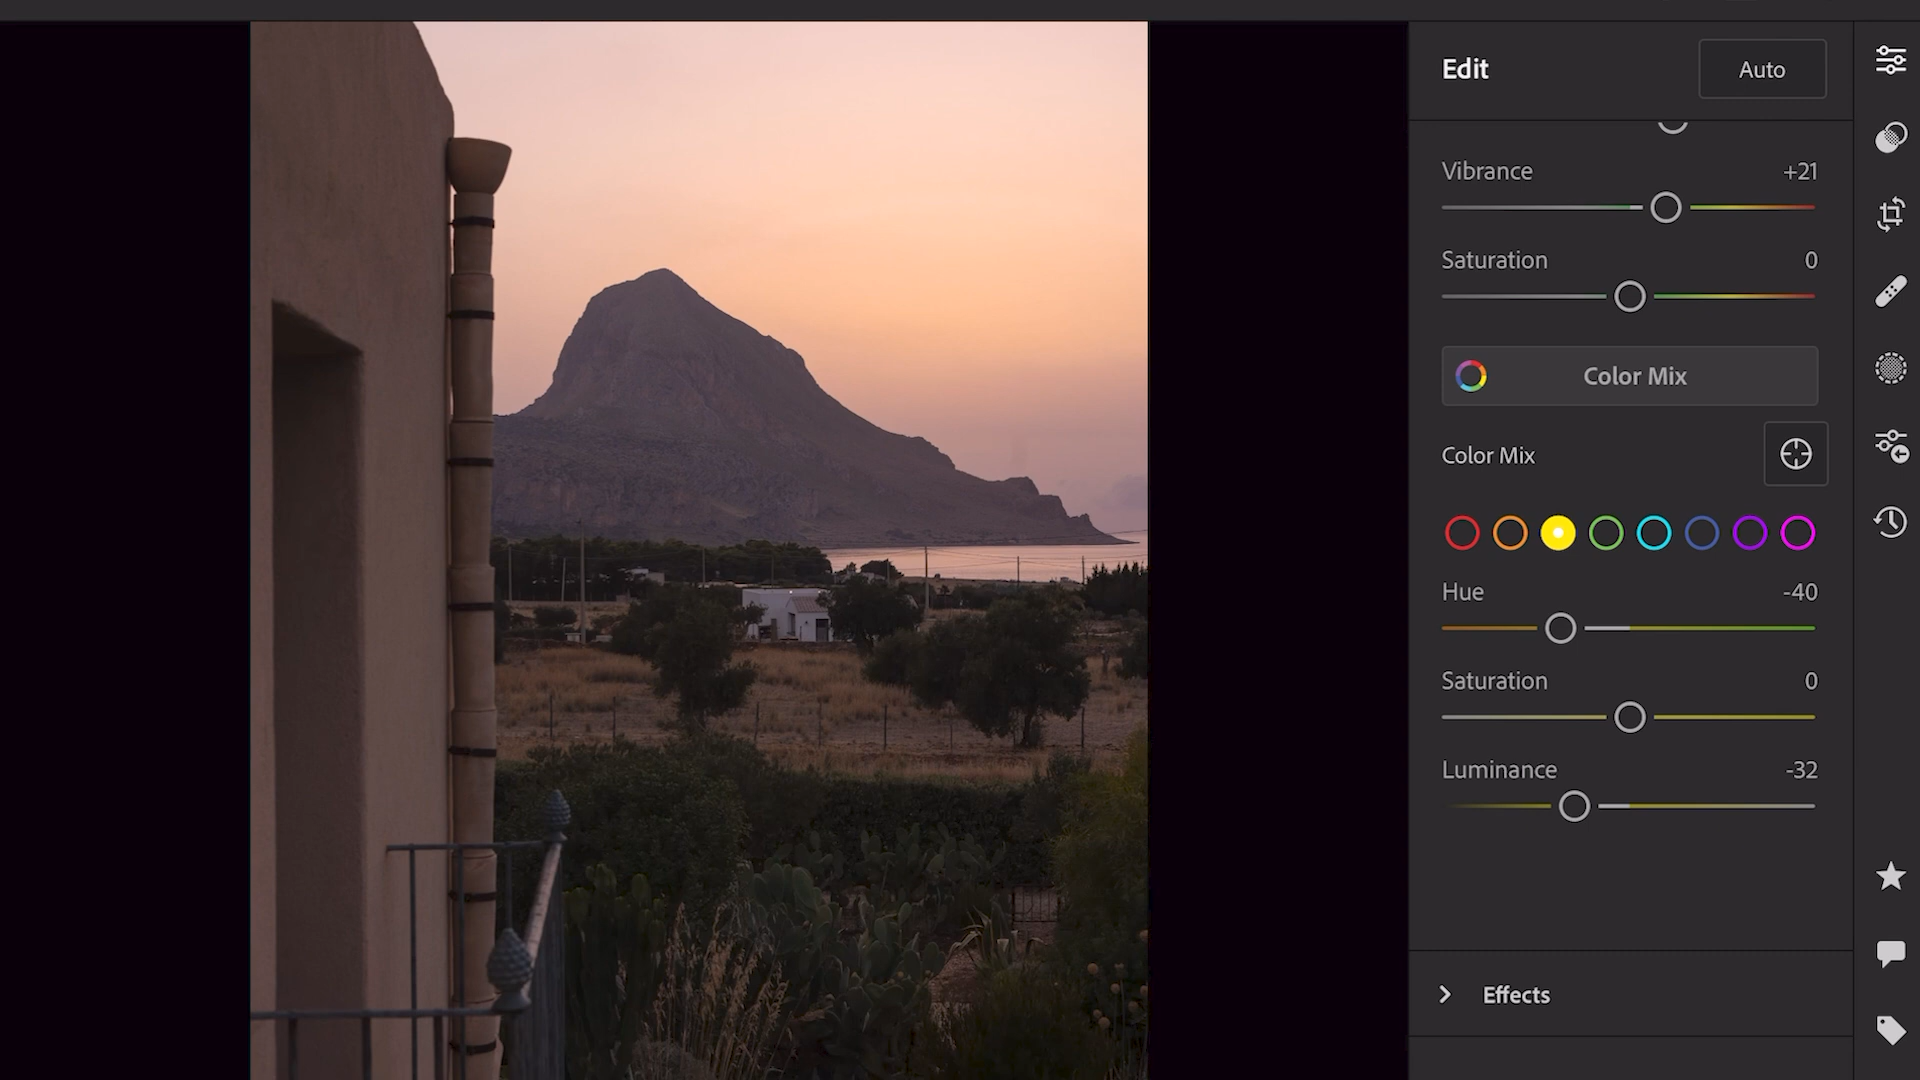 Edit
Auto
Vibrance +21
Saturation 0
Color Mix
Color Mix
Hue -40
Saturation 0
Luminance -32
Effects